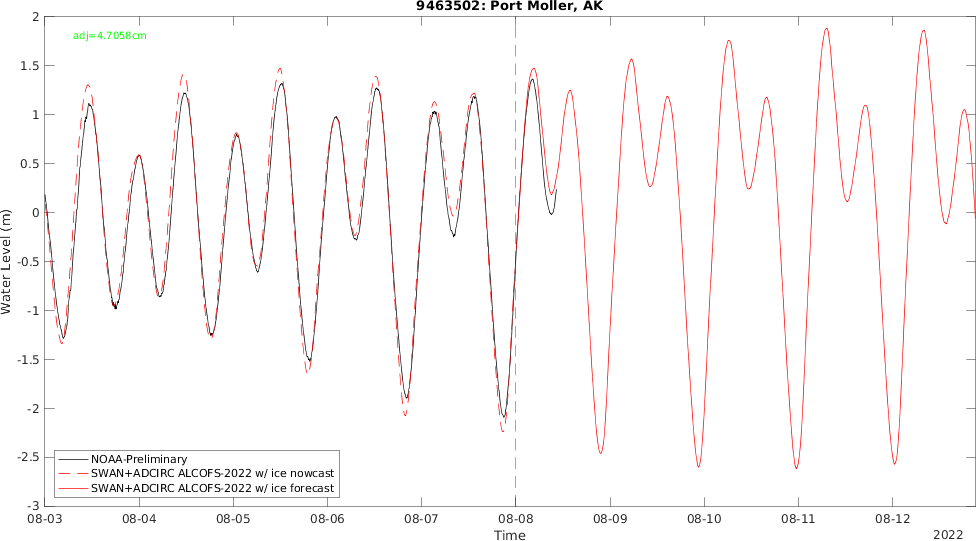 9463502: Port Moller, AK
adj=4.7058cm
2
1.5
1
0.5
0
-0.5
-1
-1.5
-2
-2.5
-3
Water Level (m)
NOAA-Preliminary
SWAN+ADCIRC ALCOFS-2022 w/ ice nowcast
SWAN+ADCIRC ALCOFS-2022 w/ ice forecast
08-03 08-04 08-05 08-06 08-07 08-08 08-09 08-10 08-11 08-12
Time
2022